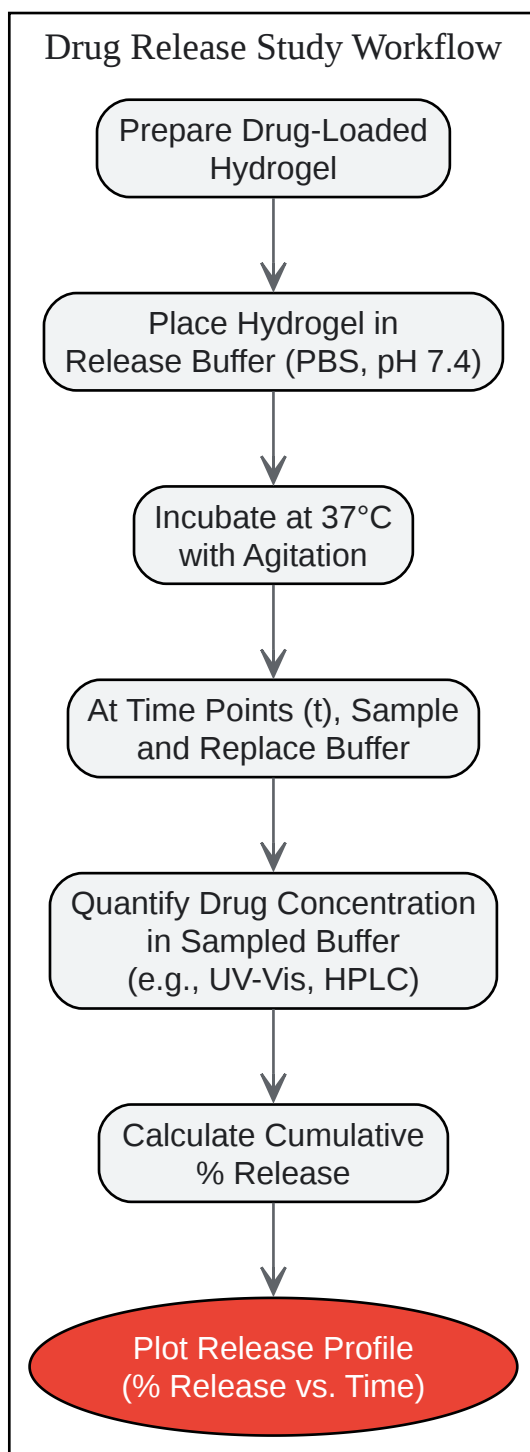 Drug Release Study Workflow
Prepare Drug-Loaded
Hydrogel
Place Hydrogel in
Release Buffer (PBS, pH 7.4)
Incubate at 37°C
with Agitation
At Time Points (t), Sample
and Replace Buffer
Quantify Drug Concentration
in Sampled Buffer
(e.g., UV-Vis, HPLC)
Calculate Cumulative
% Release
Plot Release Profile
(% Release vs. Time)